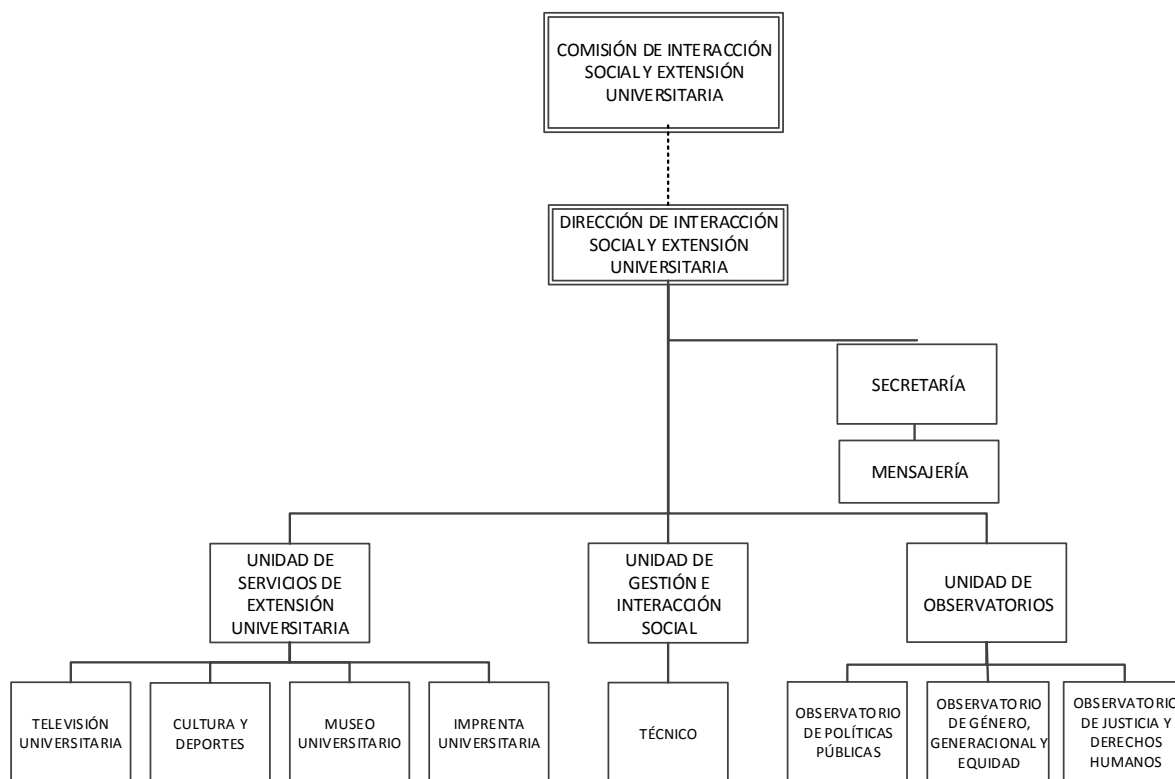 COMISIÓN DE INTERACCIÓN
SOCIAL Y EXTENSIÓN
UNIVERSITARIA
DIRECCIÓN DE INTERACCIÓN
SOCIAL Y EXTENSIÓN
UNIVERSITARIA
SECRETARÍA
MENSAJERÍA
UNIDAD DE
SERVICIOS DE
EXTENSIÓN
UNIVERSITARIA
UNIDAD DE
GESTIÓN E
INTERACCIÓN
SOCIAL
UNIDAD DE
OBSERVATORIOS
TELEVISIÓN
UNIVERSITARIA
CULTURA Y
DEPORTES
MUSEO
UNIVERSITARIO
IMPRENTA
UNIVERSITARIA
TÉCNICO
OBSERVATORIO
DE POLÍTICAS
PÚBLICAS
OBSERVATORIO
DE GÉNERO,
GENERACIONAL Y
EQUIDAD
OBSERVATORIO
DE JUSTICIA Y
DERECHOS
HUMANOS